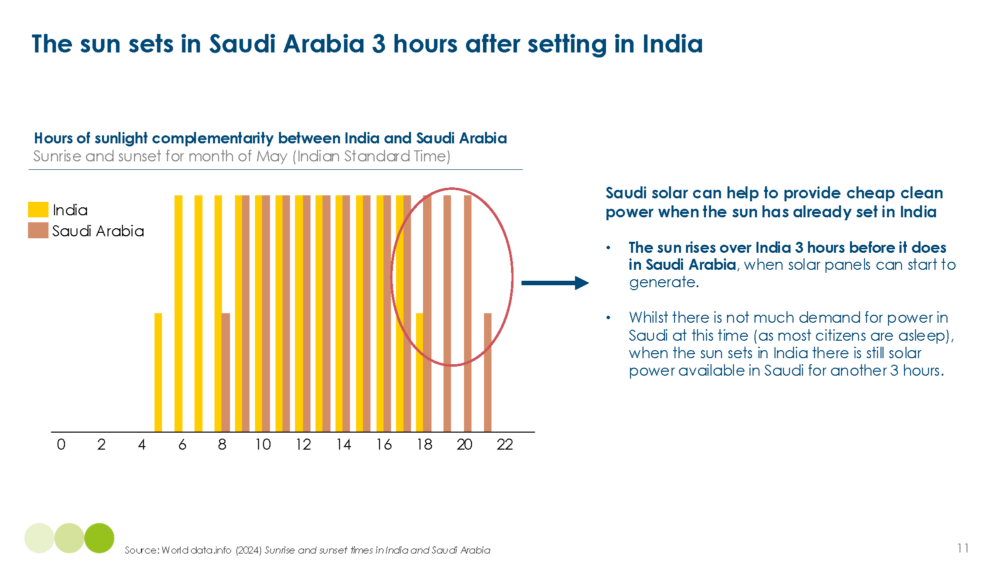 The sun sets in Saudi Arabia 3 hours after setting in India
Hours of sunlight complementarity between India and Saudi Arabia
Sunrise and sunset for month of May (Indian Standard Time)
India
Saudi Arabia
0 2 4 6 8 10 12 14 16 18 20 22
Saudi solar can help to provide cheap clean
power when the sun has already set in India
• The sun rises over India 3 hours before it does
in Saudi Arabia, when solar panels can start to
generate.
• Whilst there is not much demand for power in
Saudi at this time (as most citizens are asleep),
when the sun sets in India there is still solar
power available in Saudi for another 3 hours.
Source: World data.info (2024) Sunrise and sunset times in India and Saudi Arabia
11